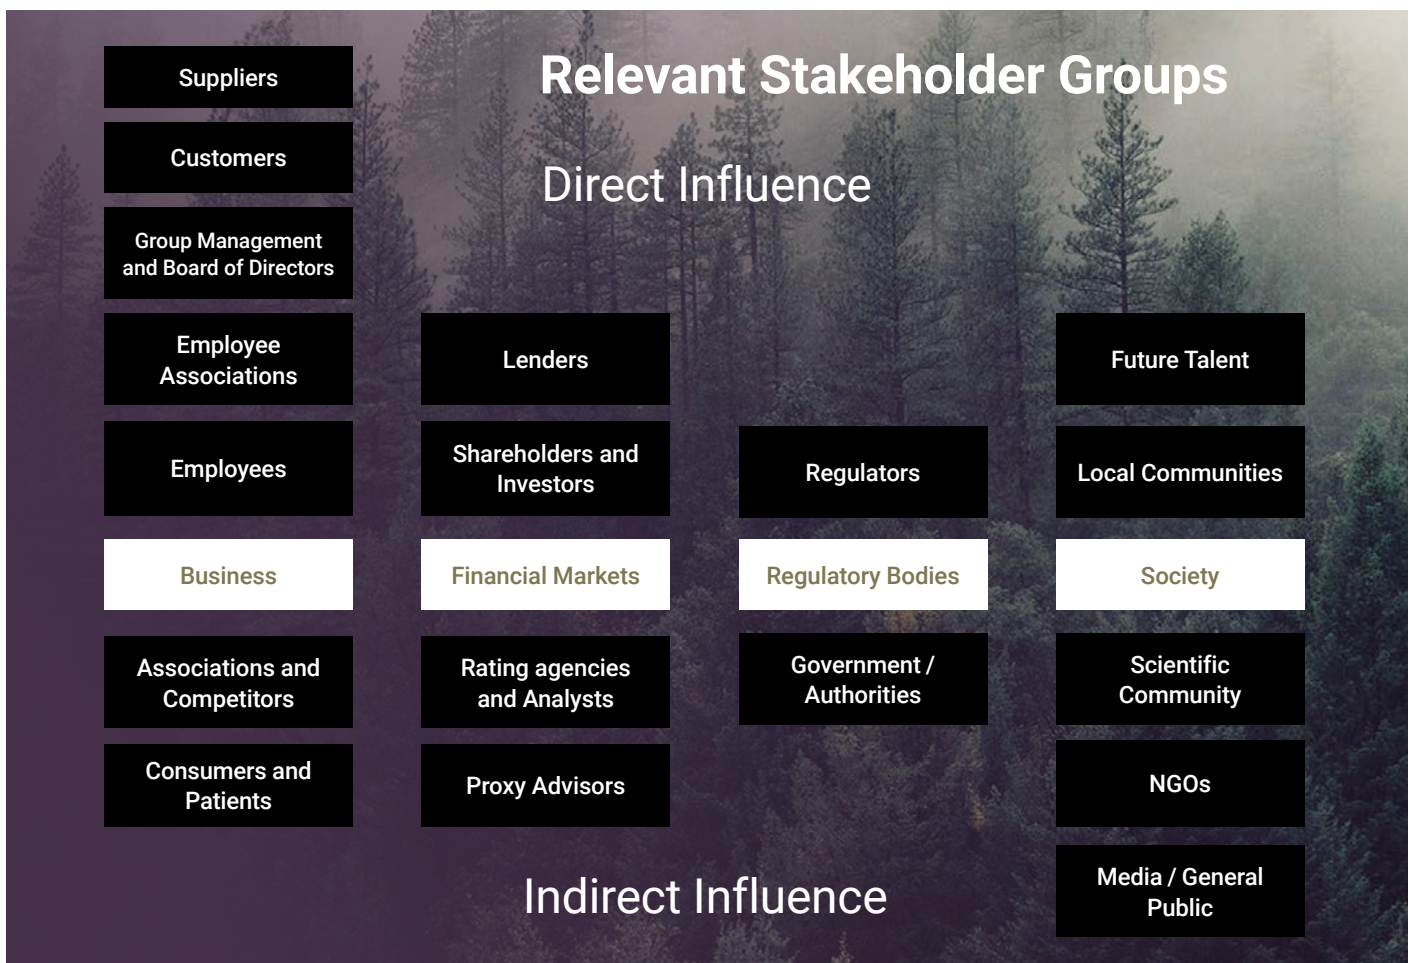 Relevant Stakeholder Groups
Direct Influence
Suppliers
Customers
Group Management
and Board of Directors
Employee
Associations
Employees
Lenders
Shareholders and
Investors
Regulators
Future Talent
Local Communities
Business
Financial Markets
Regulatory Bodies
Society
Associations and
Competitors
Consumers and
Patients
Rating agencies
and Analysts
Proxy Advisors
Government /
Authorities
Scientific
Community
NGOs
Media / General
Public
Indirect Influence